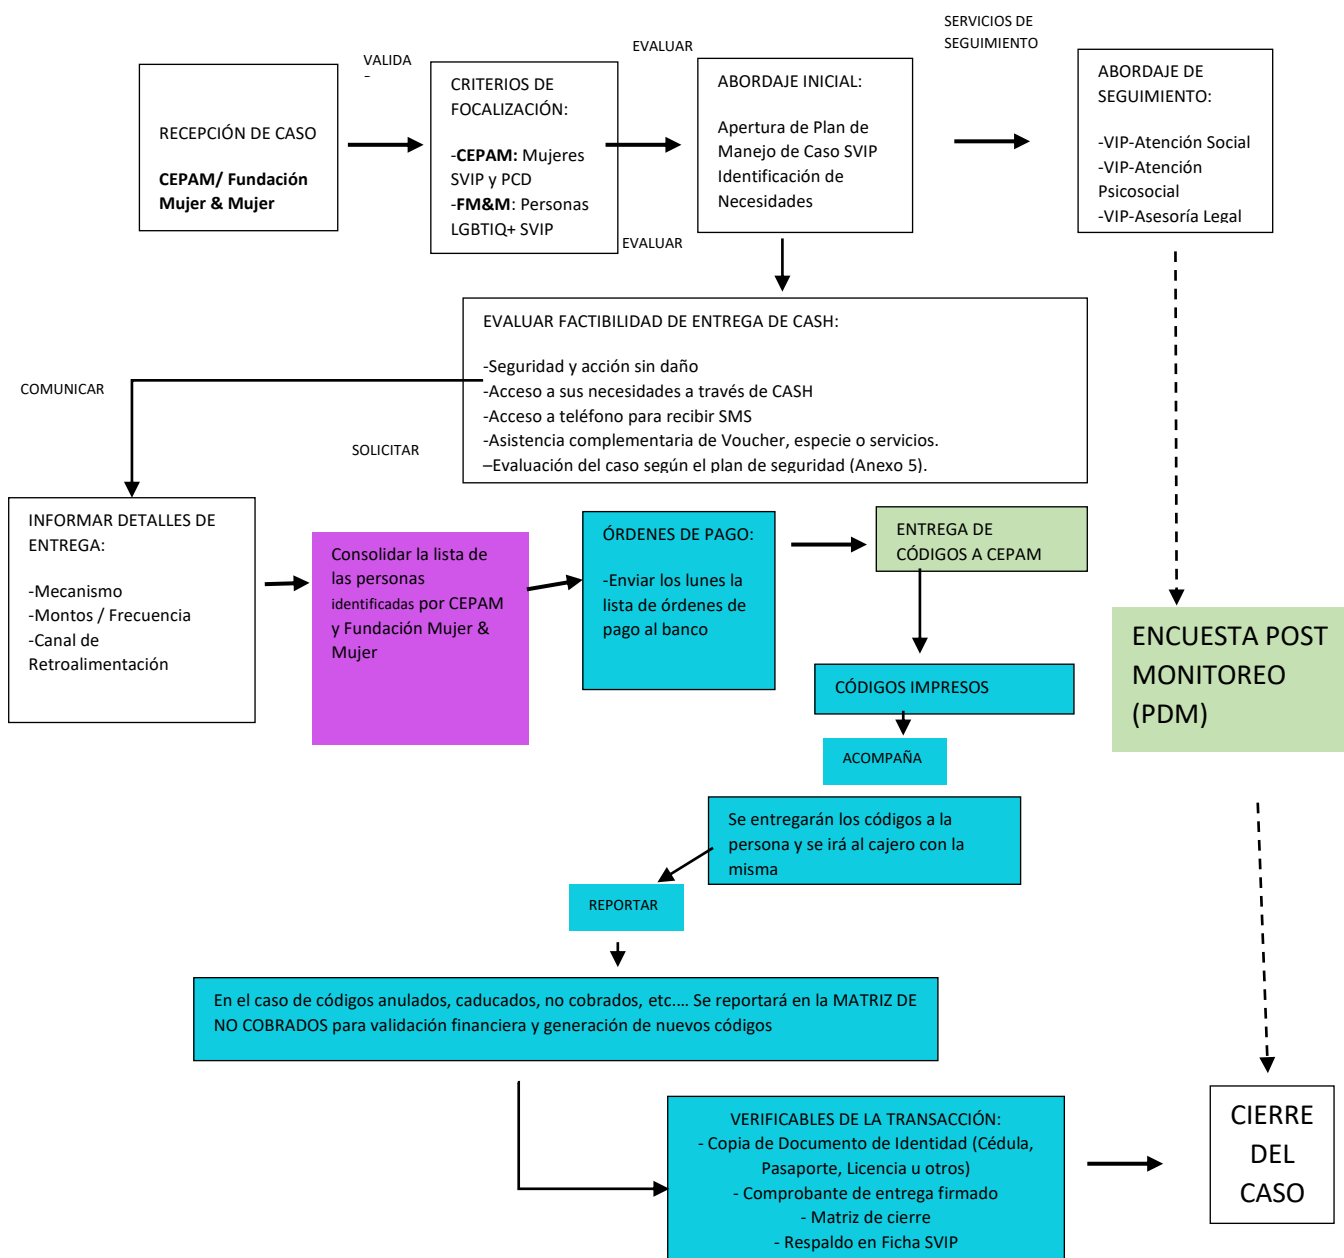 SERVICIOS DE
SEGUIMIENTO
EVALUAR
VALIDA
RECEPCIÓN DE CASO
CEPAM/ Fundación
Mujer & Mujer
CRITERIOS DE
FOCALIZACIÓN:
-CEPAM: Mujeres
SVIP y PCD
-FM&M: Personas
LGBTIQ+ SVIP
ABORDAJE INICIAL:
Apertura de Plan de
Manejo de Caso SVIP
Identificación de
Necesidades
ABORDAJE DE
SEGUIMIENTO:
-VIP-Atención Social
-VIP-Atención
Psicosocial
-VIP-Asesoría Legal
EVALUAR
EVALUAR FACTIBILIDAD DE ENTREGA DE CASH:
-Seguridad y acción sin daño
-Acceso a sus necesidades a través de CASH
-Acceso a teléfono para recibir SMS
-Asistencia complementaria de Voucher, especie o servicios.
–Evaluación del caso según el plan de seguridad (Anexo 5).
COMUNICAR
SOLICITAR
INFORMAR DETALLES DE
ENTREGA:
-Mecanismo
-Montos / Frecuencia
-Canal de
Retroalimentación
Consolidar la lista de
las personas
identificadas por CEPAM
y Fundación Mujer &
Mujer
ÓRDENES DE PAGO:
-Enviar los lunes la
lista de órdenes de
pago al banco
ENTREGA DE
CÓDIGOS A CEPAM
CÓDIGOS IMPRESOS
ENCUESTA POST
MONITOREO
(PDM)
ACOMPAÑA
Se entregarán los códigos a la
persona y se irá al cajero con la
misma
REPORTAR
En el caso de códigos anulados, caducados, no cobrados, etc.... Se reportará en la MATRIZ DE
NO COBRADOS para validación financiera y generación de nuevos códigos
VERIFICABLES DE LA TRANSACCIÓN:
- Copia de Documento de Identidad (Cédula,
Pasaporte, Licencia u otros)
- Comprobante de entrega firmado
- Matriz de cierre
- Respaldo en Ficha SVIP
CIERRE
DEL
CASO